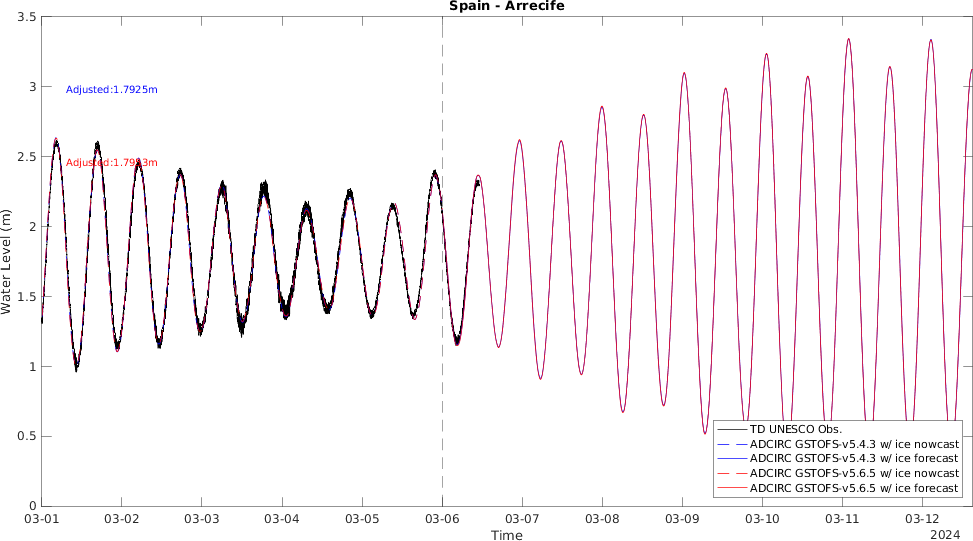 Spain - Arrecife
3.5
3
2.5
2
1.5
1
0.5
0
Water Level (m)
Adjusted:1.7925m
Adjusted:1.7993m
TD UNESCO Obs.
ADCIRC GSTOFS-v5.4.3 w/ ice nowcast
ADCIRC GSTOFS-v5.4.3 w/ ice forecast
ADCIRC GSTOFS-v5.6.5 w/ ice nowcast
ADCIRC GSTOFS-v5.6.5 w/ ice forecast
03-01 03-02 03-03 03-04 03-05 03-06 03-07 03-08 03-09 03-10 03-11 03-12
Time
2024